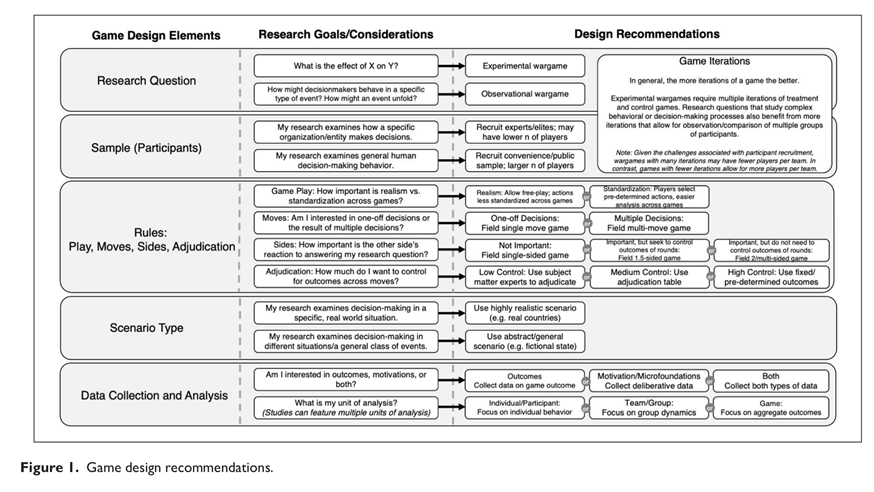 Game Design Elements
Research Goals/Considerations
Design Recommendations
Research Question
What is the effect of X on Y?
Experimental wargame
How might decisionmakers behave in a specific
type of event? How might an event unfold?
Observational wargame
Game Iterations
In general, the more iterations of a game the better.
Experimental wargames require multiple iterations of treatment
and control games. Research questions that study complex
behavioral or decision-making processes also benefit from more
iterations that allow for observation/comparison of multiple groups
of participants.
Note: Given the challenges associated with participant recruitment,
wargames with many iterations may have fewer players per team. In
contrast, games with fewer iterations allow for more players per team.
Sample (Participants)
My research examines how a specific
organization/entity makes decisions.
Recruit experts/elites; may
have lower n of players
My research examines general human
decision-making behavior.
Recruit convenience/public
sample; larger n of players
Rules:
Play, Moves, Sides, Adjudication
Game Play: How important is realism vs.
standardization across games?
Realism: Allow free-play; actions
less standardized across games
or
Standardization: Players select
pre-determined actions, easier
analysis across games
Moves: Am I interested in one-off decisions or
the result of multiple decisions?
One-off Decisions:
Field single move game
or
Multiple Decisions:
Field multi-move game
Sides: How important is the other side's
reaction to answering my research question?
Not Important:
Field single-sided game
or
Important, but seek to control
outcomes of rounds:
Field 1.5-sided game
or
Important, but do not need to
control outcomes of rounds:
Field 2/multi-sided game
Adjudication: How much do I want to control
for outcomes across moves?
Low Control: Use subject
matter experts to adjudicate
or
Medium Control: Use
adjudication table
or
High Control: Use fixed/
pre-determined outcomes
Scenario Type
My research examines decision-making in a
specific, real world situation.
Use highly realistic scenario
(e.g. real countries)
My research examines decision-making in
different situations/a general class of events.
Use abstract/general
scenario (e.g. fictional state)
Data Collection and Analysis
Am I interested in outcomes, motivations, or
both?
Outcomes
Collect data on game outcome
or
Motivation/Microfoundations
Collect deliberative data
or
Both
Collect both types of data
What is my unit of analysis?
(Studies can feature multiple units of analysis)
Individual/Participant:
Focus on individual behavior
or
Team/Group:
Focus on group dynamics
or
Game:
Focus on aggregate outcomes
Figure 1. Game design recommendations.